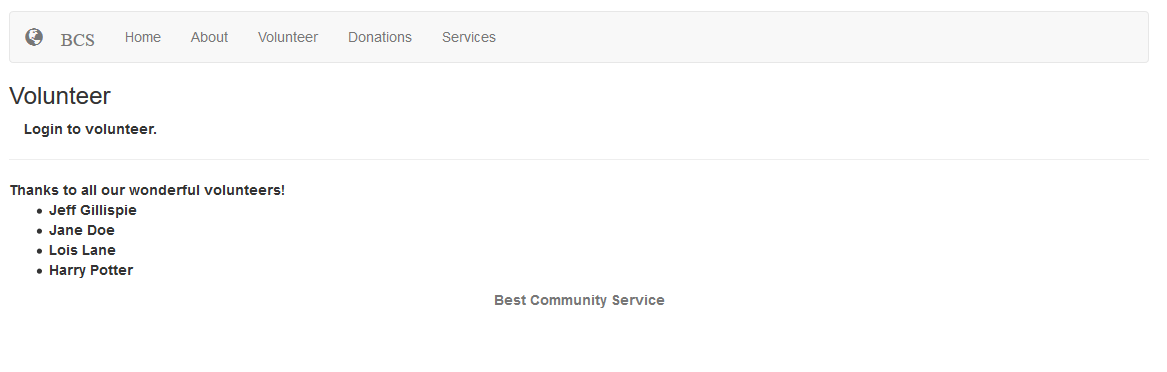 BCS Home About Volunteer Donations Services
Volunteer
Login to volunteer.
Thanks to all our wonderful volunteers!
• Jeff Gillispie
• Jane Doe
• Lois Lane
• Harry Potter
Best Community Service